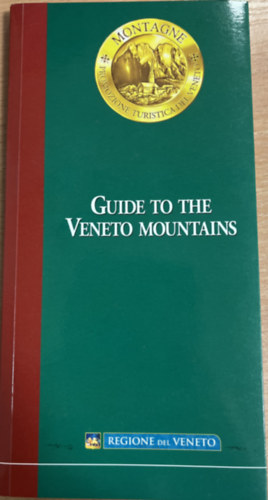 MONTAGNE
PROMOZIONE TURISTICA DEL VENETO
GUIDE TO THE
VENETO MOUNTAINS
REGIONE DEL VENETO